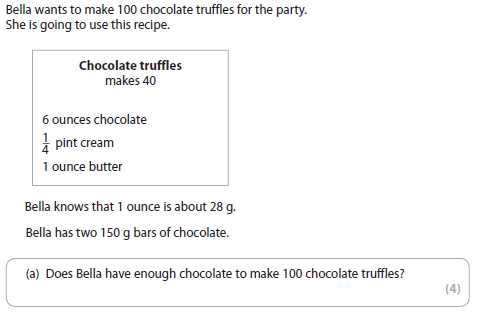 Bella wants to make 100 chocolate truffles for the party.
She is going to use this recipe.
Chocolate truffles
makes 40
6 ounces chocolate
1/4 pint cream
1 ounce butter
Bella knows that 1 ounce is about 28 g.
Bella has two 150 g bars of chocolate.
(a) Does Bella have enough chocolate to make 100 chocolate truffles?
(4)